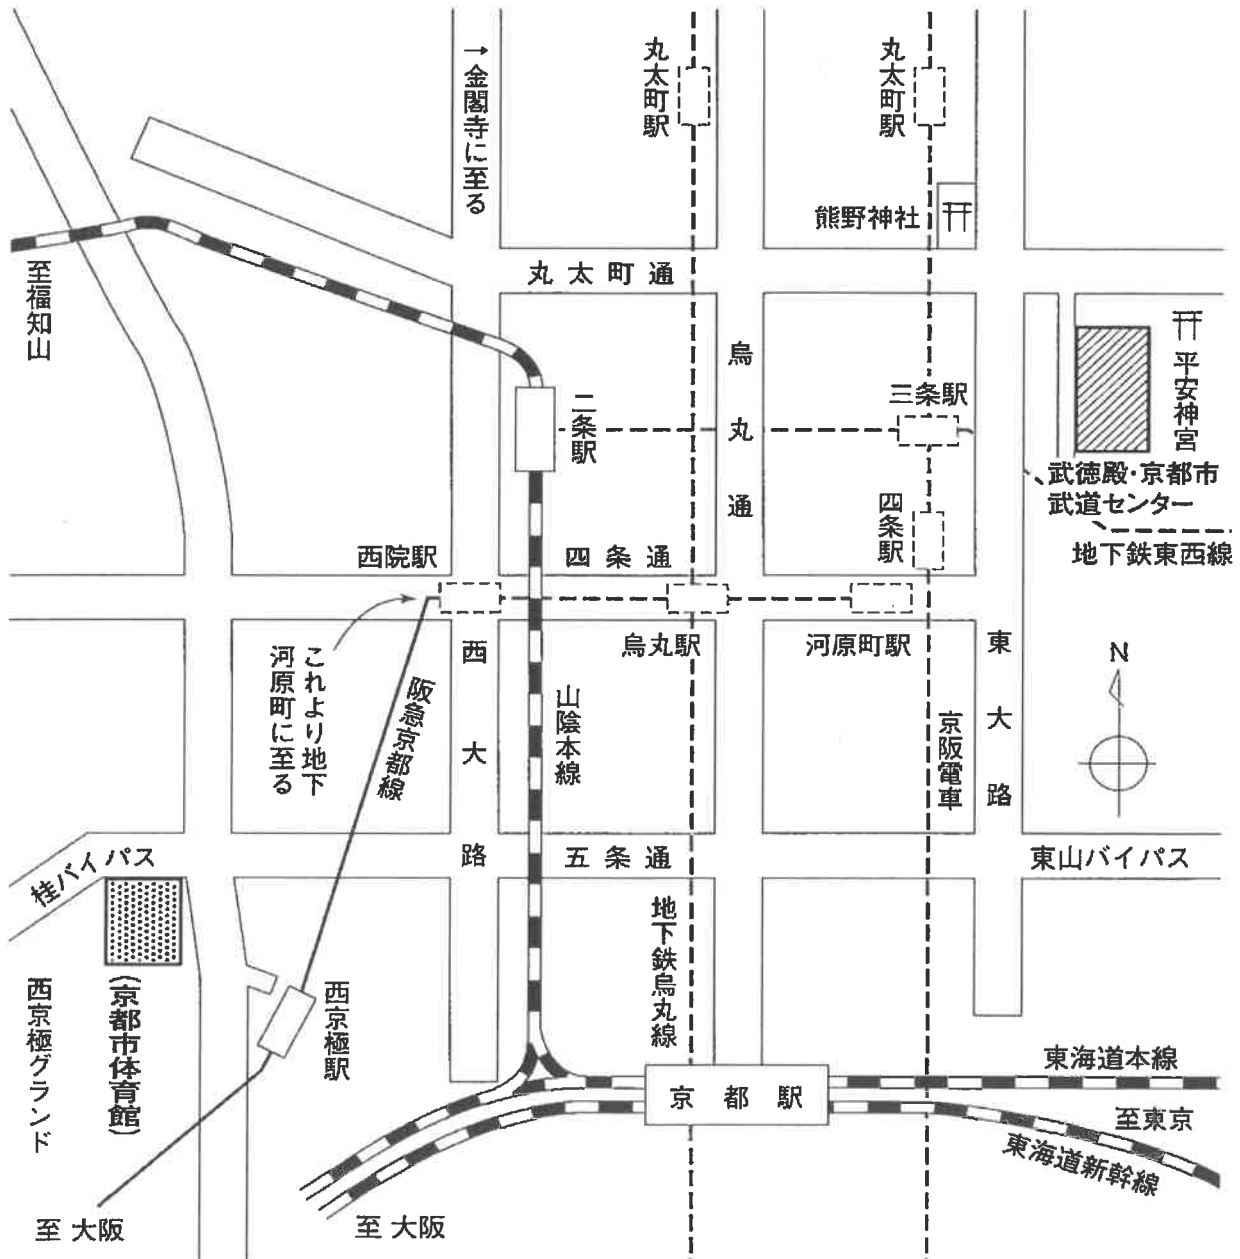 →金閣寺に至る
丸太町駅
丸太町駅
熊野神社
丸太町通
至福知山
烏丸通
二条駅
三条駅
平安神宮
武徳殿・京都市
武道センター
地下鉄東西線
四条駅
西院駅
四条通
烏丸駅
河原町駅
これより地下
河原町に至る
阪急京都線
西大路
山陰本線
京阪電車
東大路
N
桂バイパス
五条通
東山バイパス
西京極グランド
(京都市体育館)
西京極駅
地下鉄烏丸線
京都駅
東海道本線
至東京
東海道新幹線
至 大阪
至 大阪